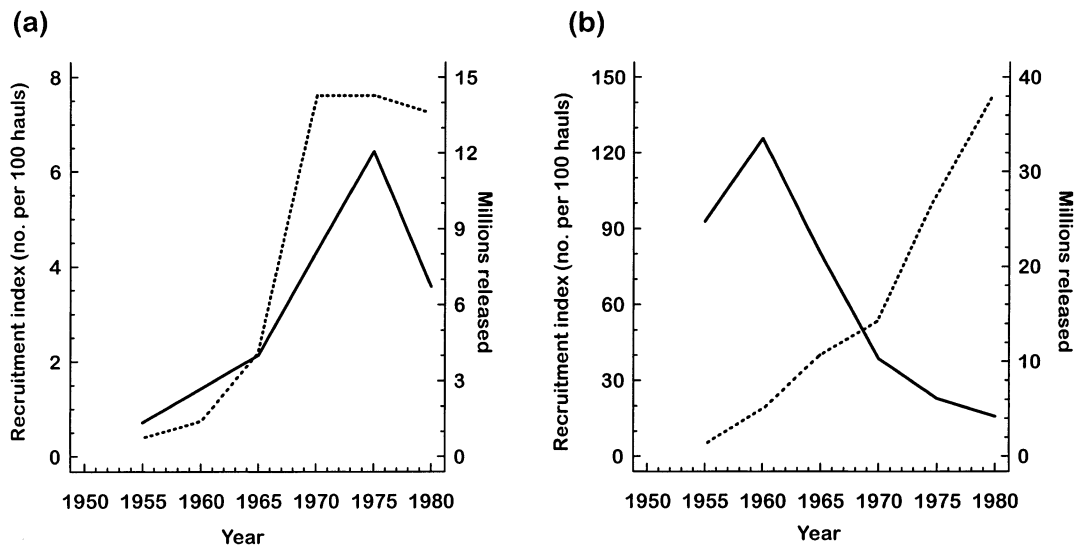 (a)
Recruitment index (no. per 100 hauls)
8
6
4
2
0
15
12
9
6
3
0
Millions released
1950 1955 1960 1965 1970 1975 1980
Year
(b)
Recruitment index (no. per 100 hauls)
150
120
90
60
30
0
40
30
20
10
0
Millions released
1950 1955 1960 1965 1970 1975 1980
Year